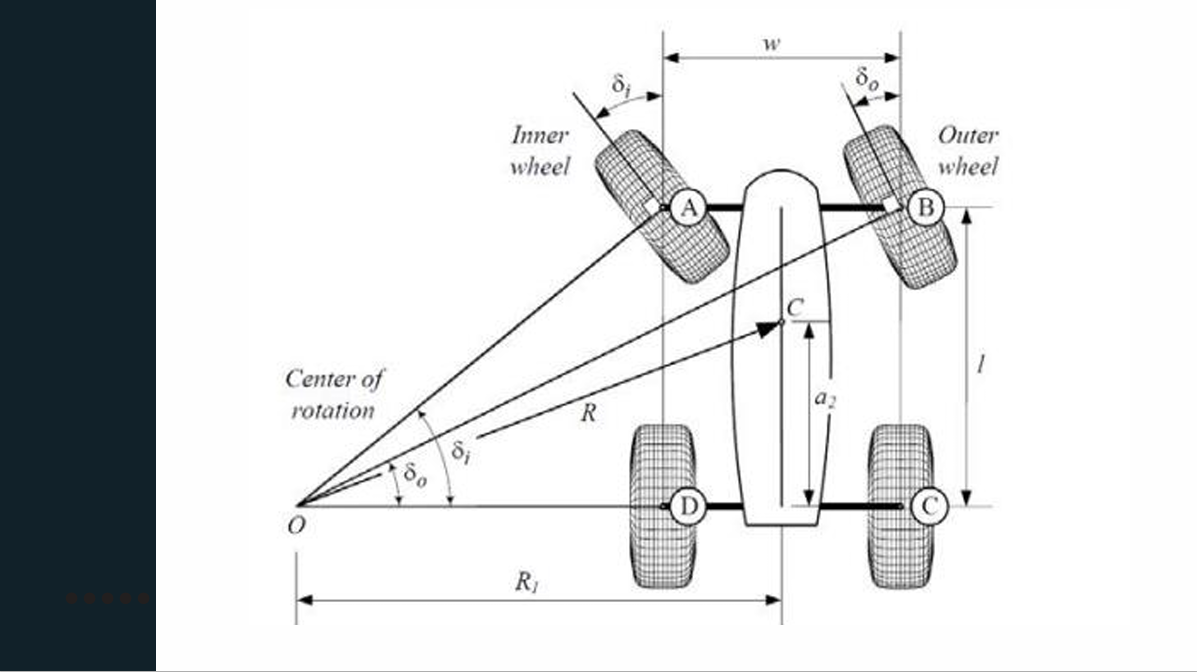 w
δi
δo
Inner
wheel
Outer
wheel
A
B
C
l
a2
Center of
rotation
R
δi
δo
D
C
O
R1